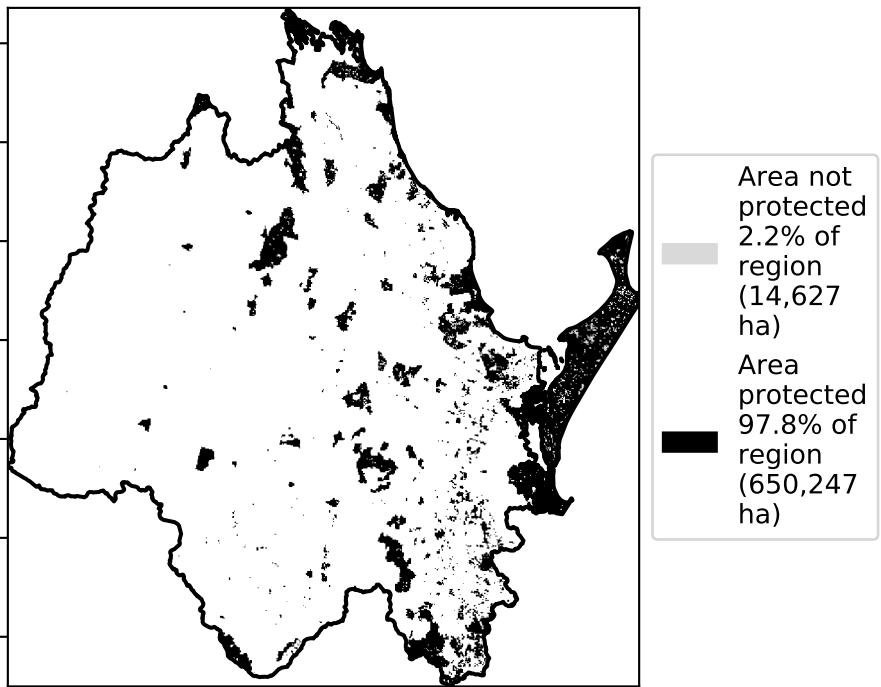 Area not
protected
2.2% of
region
(14,627
ha)
Area
protected
97.8% of
region
(650,247
ha)